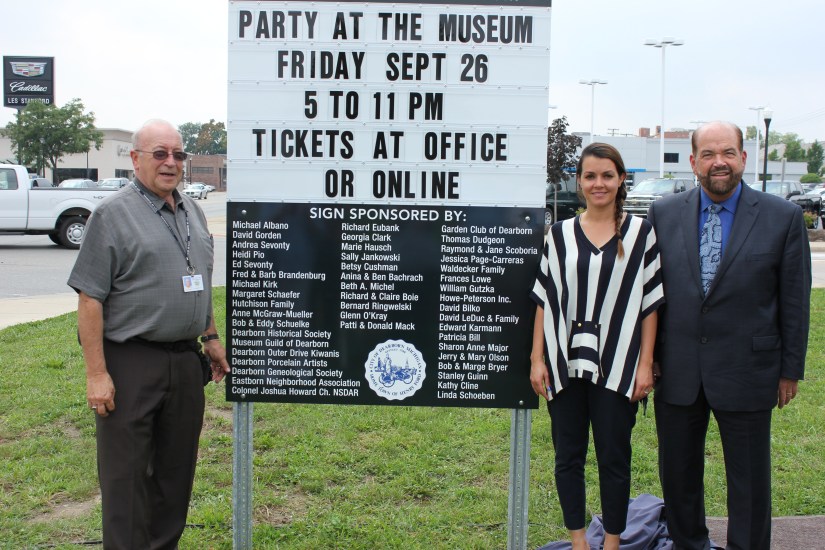 Cadillac
LES STANFORD
PARTY AT THE MUSEUM
FRIDAY SEPT 26
5 TO 11 PM
TICKETS AT OFFICE
OR ONLINE
SIGN SPONSORED BY:
Michael Albano
David Gorden
Andrea Sevonty
Heidi Pio
Ed Sevonty
Fred & Barb Brandenburg
Michael Kirk
Margaret Schaefer
Hutchison Family
Anne McGraw-Mueller
Bob & Eddy Schuelke
Dearborn Historical Society
Museum Guild of Dearborn
Dearborn Outer Drive Kiwanis
Dearborn Porcelain Artists
Dearborn Geneological Society
Eastborn Neighborhood Association
Colonel Joshua Howard Ch. NSDAR
Richard Eubank
Georgia Clark
Marie Hausch
Sally Jankowski
Betsy Cushman
Anina & Ben Bachrach
Beth A. Michel
Richard & Claire Boie
Bernard Ringwelski
Glenn O'Kray
Patti & Donald Mack
Garden Club of Dearborn
Thomas Dudgeon
Raymond & Jane Scoboria
Jessica Page-Carreras
Waldecker Family
Frances Lowe
William Gutzka
Howe-Peterson Inc.
David Bilko
David LeDuc & Family
Edward Karmann
Patricia Bill
Sharon Anne Major
Jerry & Mary Olson
Bob & Marge Bryer
Stanley Guinn
Kathy Cline
Linda Schoeben